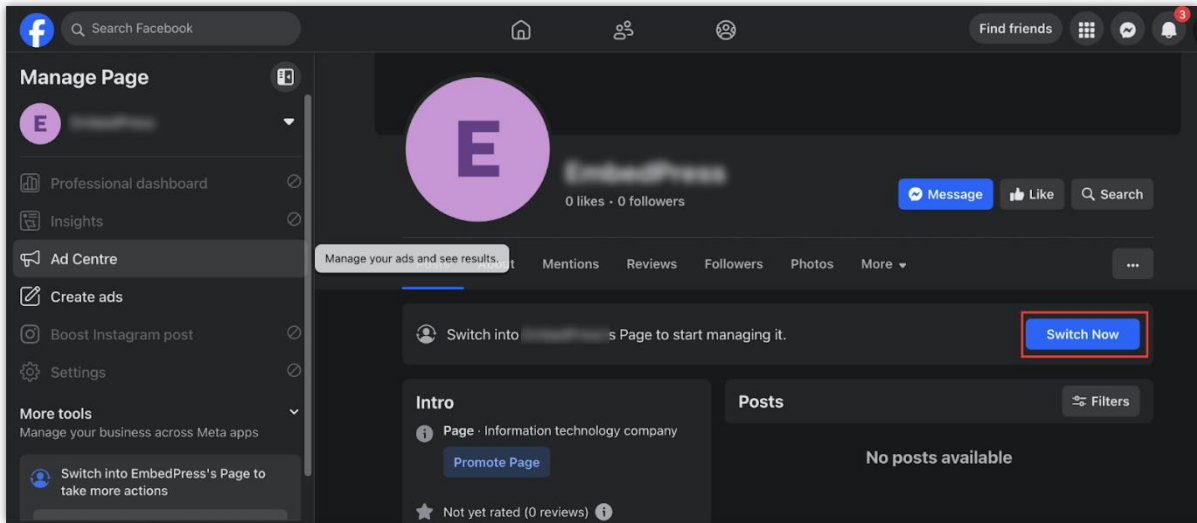 Search Facebook
Find friends
3
Manage Page
E
Professional dashboard
Insights
Ad Centre
Create ads
Boost Instagram post
Settings
More tools
Manage your business across Meta apps
Switch into EmbedPress's Page to
take more actions
E
EmbedPress
0 likes · 0 followers
Message
Like
Search
Manage your ads and see results.
Mentions
Reviews
Followers
Photos
More
Switch into
s Page to start managing it.
Switch Now
Intro
Page · Information technology company
Promote Page
Not yet rated (0 reviews)
Posts
Filters
No posts available